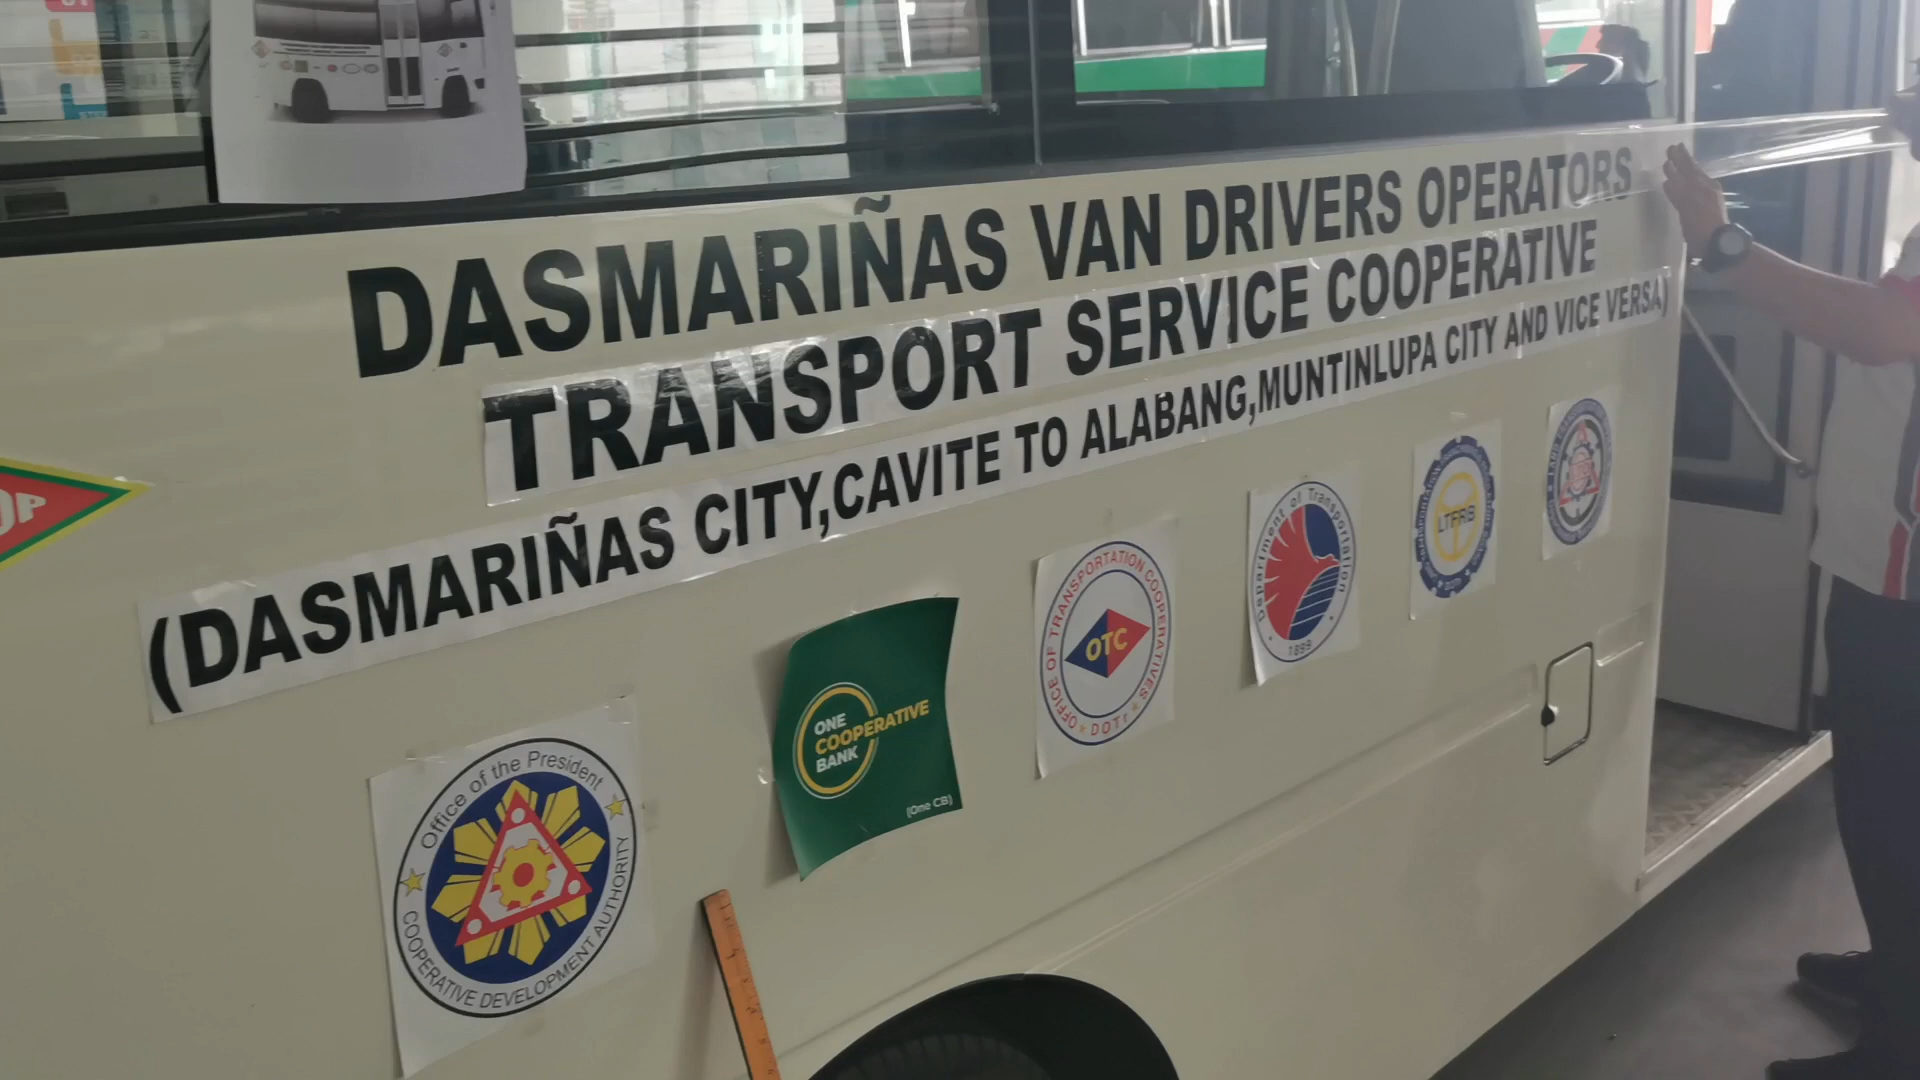 DASMARIÑAS VAN DRIVERS OPERATORS
TRANSPORT SERVICE COOPERATIVE
(DASMARIÑAS CITY,CAVITE TO ALABANG,MUNTINLUPA CITY AND VICE VERSA)
OP
Office of the President
COOPERATIVE DEVELOPMENT AUTHORITY
ONE
COOPERATIVE
BANK
(One CB)
OFFICE OF TRANSPORTATION COOPERATIVES
OTC
DOTr
Department of Transportation
1899
LTFRB
DOTr